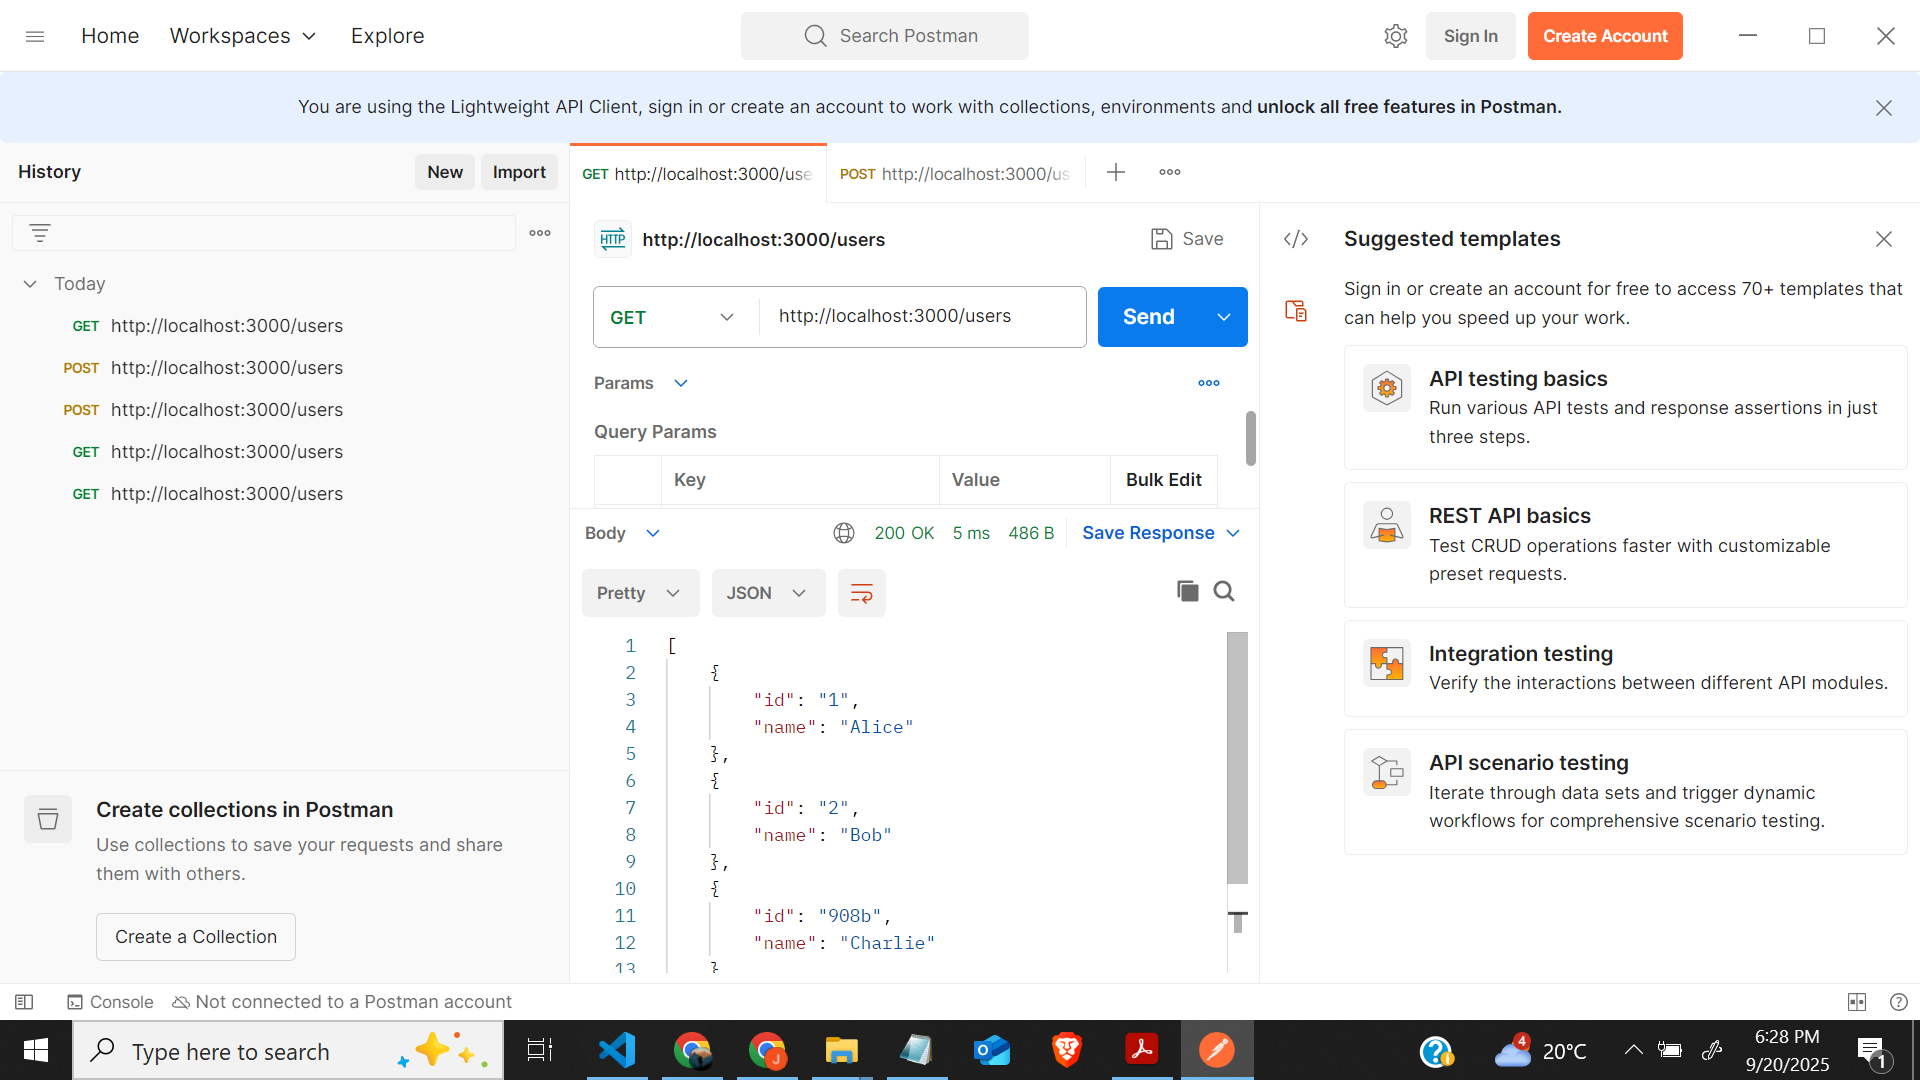 Home
Workspaces
Explore
Search Postman
Sign In
Create Account
You are using the Lightweight API Client, sign in or create an account to work with collections, environments and unlock all free features in Postman.
History
New
Import
Today
GET http://localhost:3000/users
POST http://localhost:3000/users
POST http://localhost:3000/users
GET http://localhost:3000/users
GET http://localhost:3000/users
Create collections in Postman
Use collections to save your requests and share
them with others.
Create a Collection
GET http://localhost:3000/use
POST http://localhost:3000/us
HTTP http://localhost:3000/users
Save
GET http://localhost:3000/users
Send
Params
Query Params
Key Value Bulk Edit
Body 200 OK 5 ms 486 B Save Response
Pretty JSON
1 [
2 {
3 "id": "1",
4 "name": "Alice"
5 },
6 {
7 "id": "2",
8 "name": "Bob"
9 },
10 {
11 "id": "908b",
12 "name": "Charlie"
13 }
</> Suggested templates
Sign in or create an account for free to access 70+ templates that
can help you speed up your work.
API testing basics
Run various API tests and response assertions in just
three steps.
REST API basics
Test CRUD operations faster with customizable
preset requests.
Integration testing
Verify the interactions between different API modules.
API scenario testing
Iterate through data sets and trigger dynamic
workflows for comprehensive scenario testing.
Console Not connected to a Postman account
Type here to search
J
4
20°C
6:28 PM
9/20/2025
1